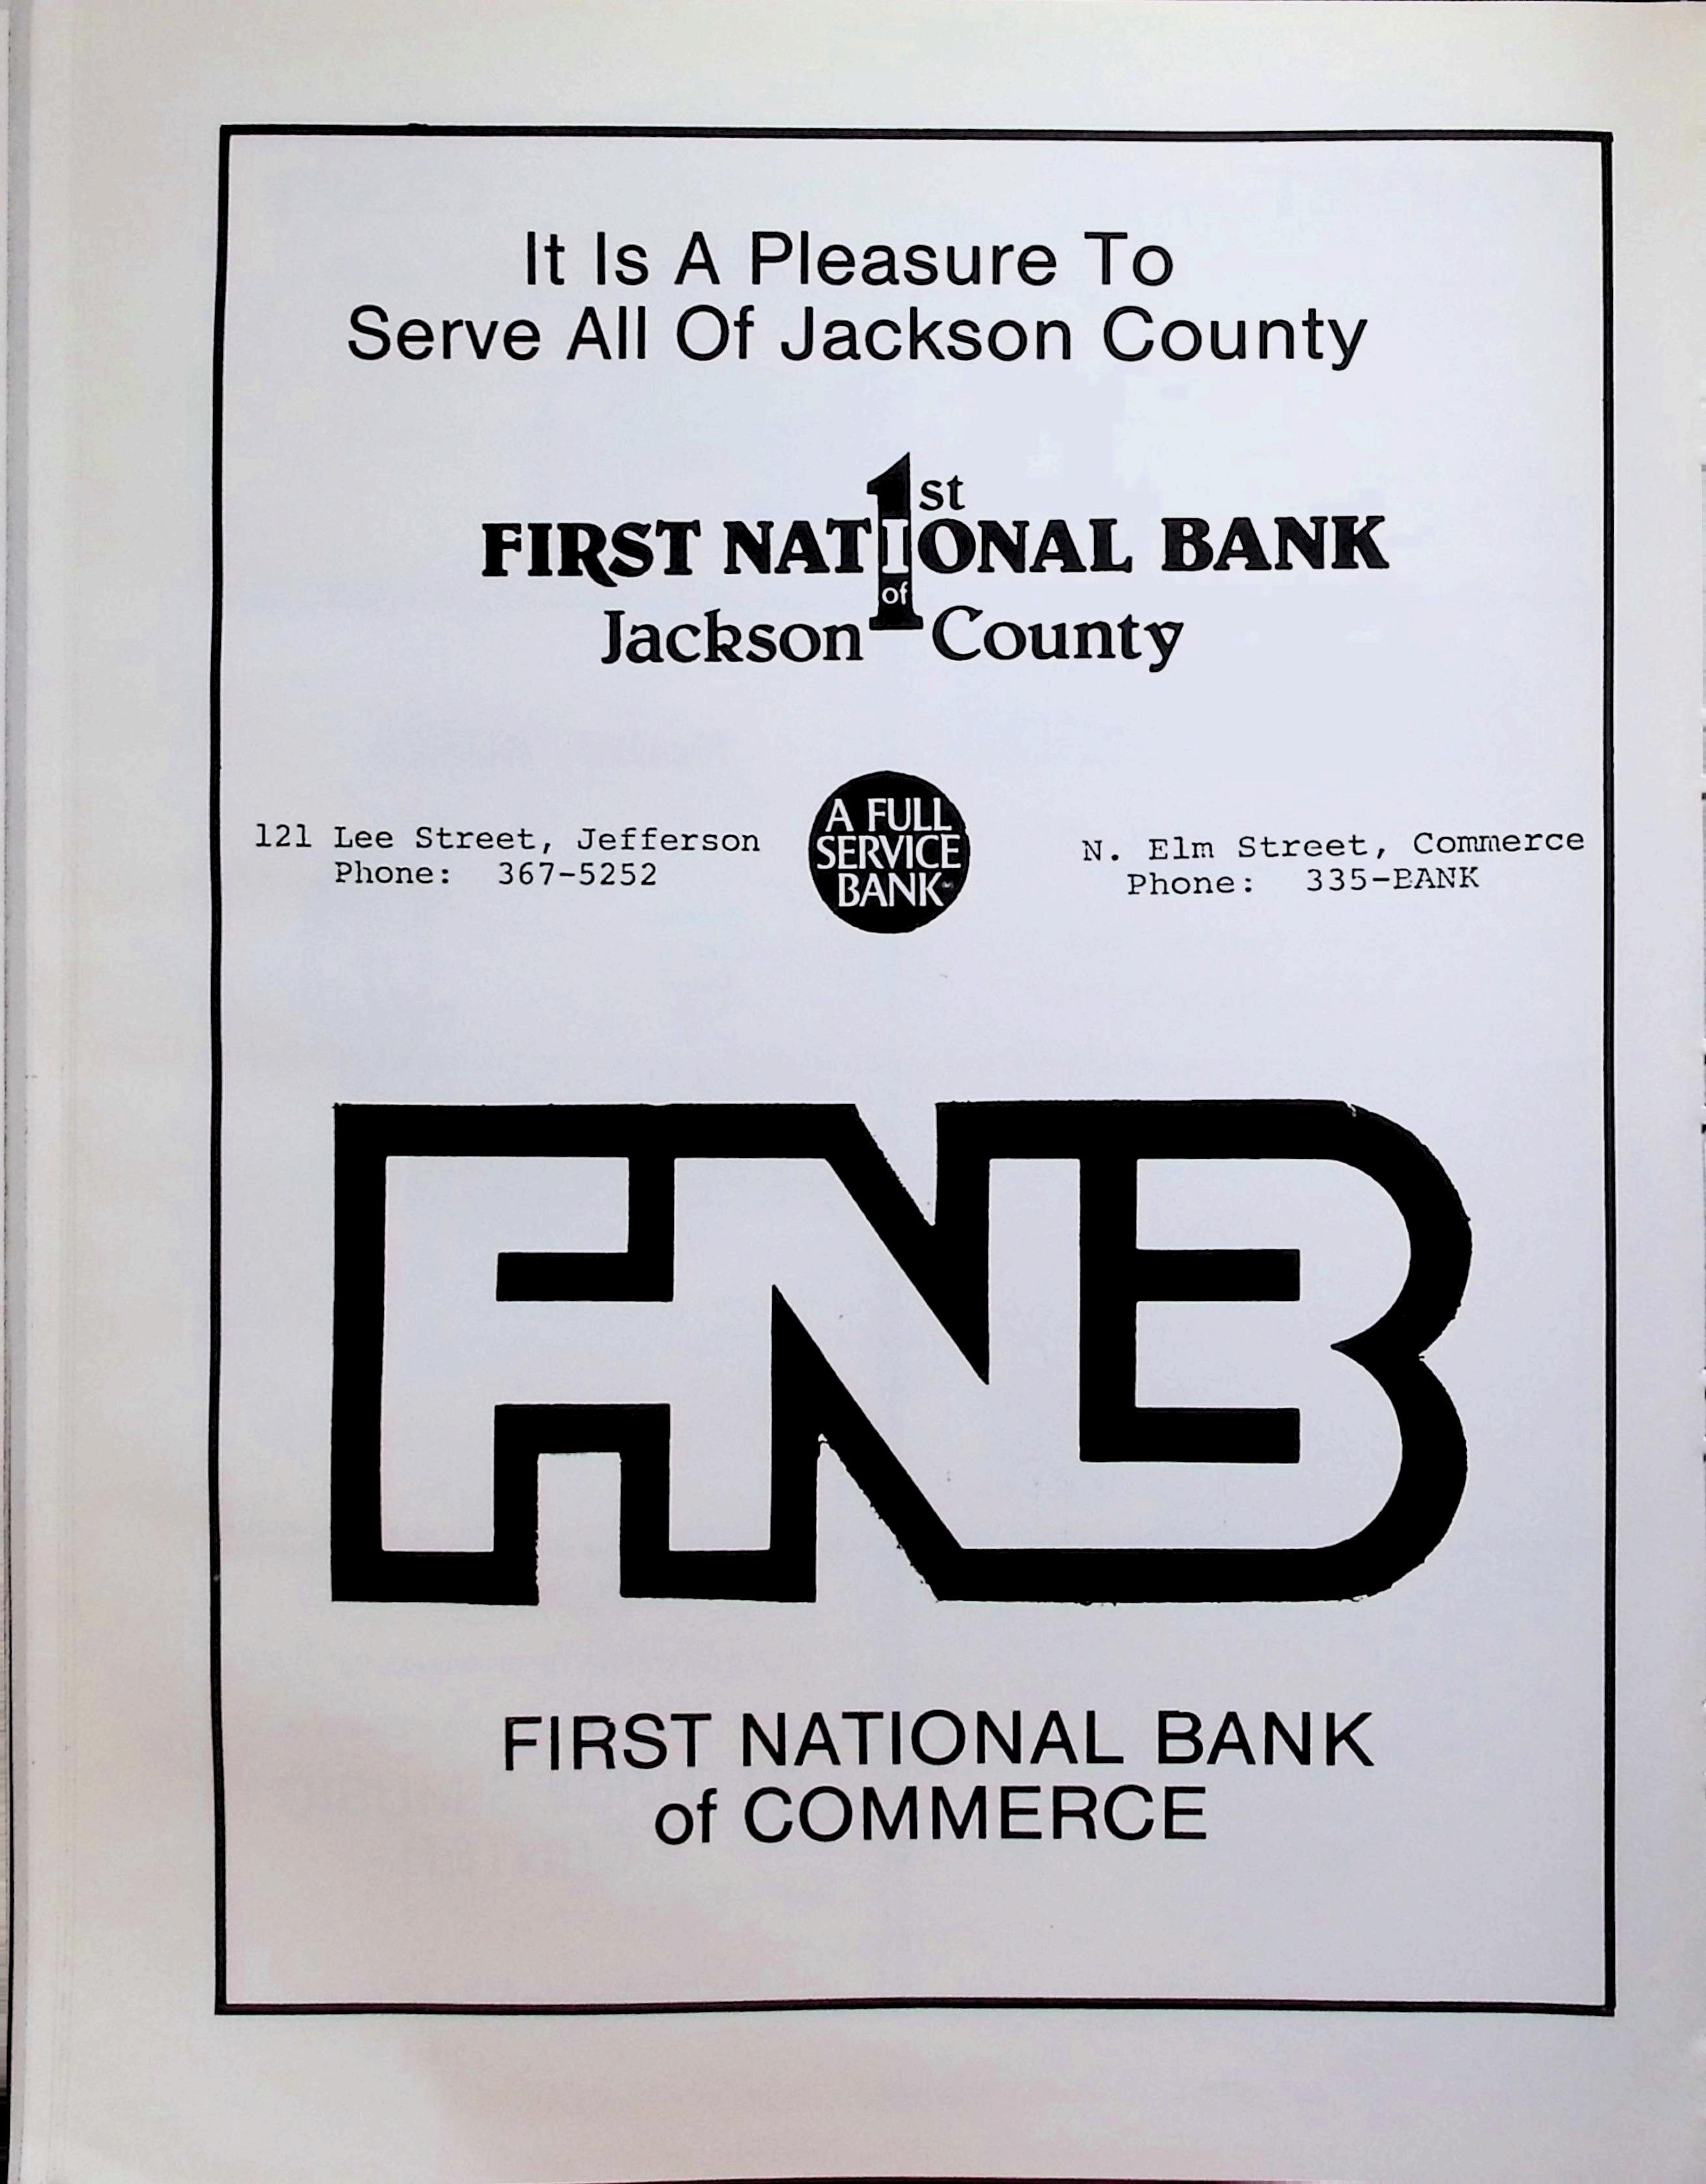 It Is A Pleasure To
Serve All Of Jackson County
1st
FIRST NATIONAL BANK
of
Jackson County
121 Lee Street, Jefferson
Phone: 367-5252
A FULL
SERVICE
BANK
N. Elm Street, Commerce
Phone: 335-BANK
FNB
FIRST NATIONAL BANK
of COMMERCE